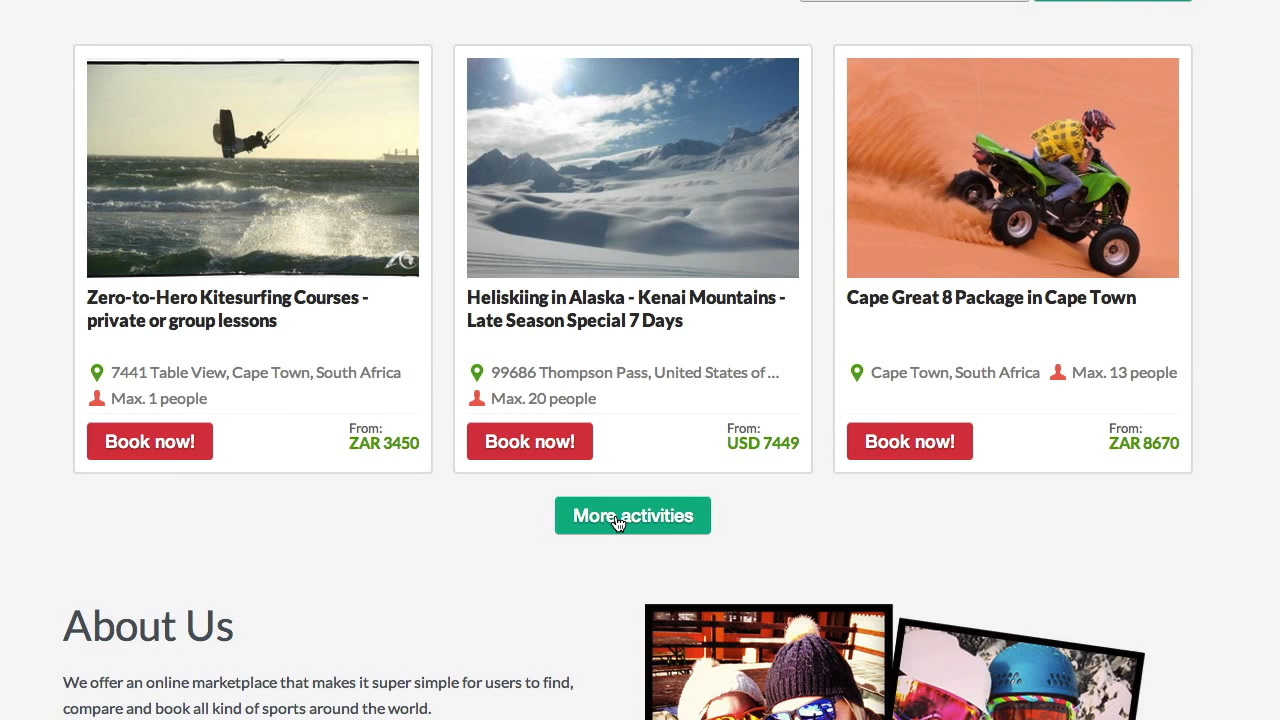 Zero-to-Hero Kitesurfing Courses -
private or group lessons
7441 Table View, Cape Town, South Africa
Max. 1 people
Book now!
From:
ZAR 3450
Heliskiing in Alaska - Kenai Mountains -
Late Season Special 7 Days
99686 Thompson Pass, United States of ...
Max. 20 people
Book now!
From:
USD 7449
Cape Great 8 Package in Cape Town
Cape Town, South Africa
Max. 13 people
Book now!
From:
ZAR 8670
More activities
About Us
We offer an online marketplace that makes it super simple for users to find,
compare and book all kind of sports around the world.